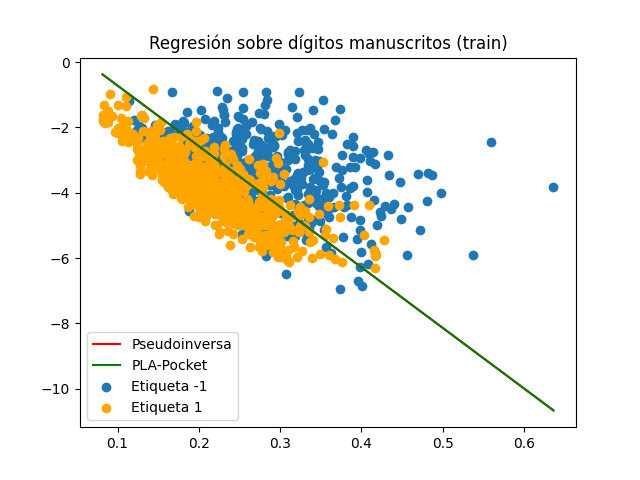 Regresión sobre dígitos manuscritos (train)
0
−2
−4
−6
−8
−10
Pseudoinversa
PLA-Pocket
Etiqueta -1
Etiqueta 1
0.1 0.2 0.3 0.4 0.5 0.6